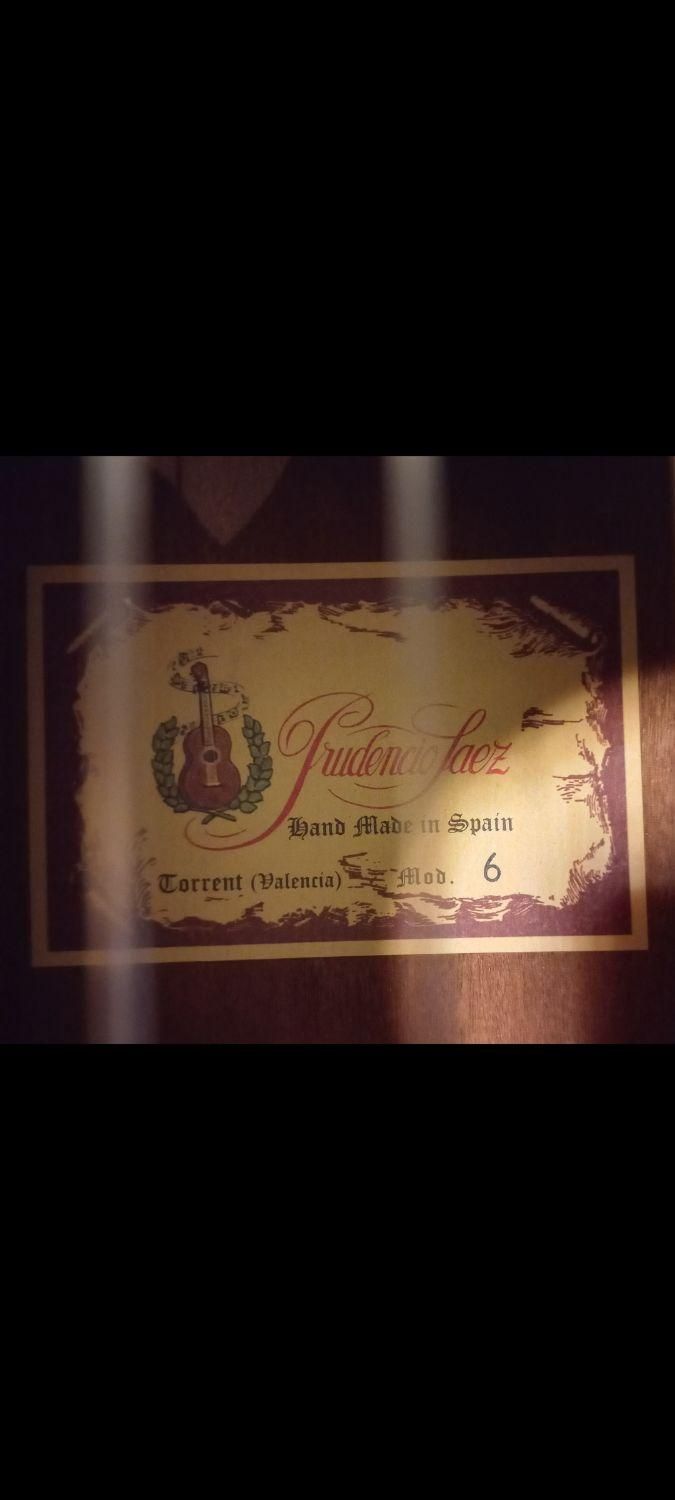 Prudencio Saez
Hand Made in Spain
Torrent (Valencia) Mod. 6